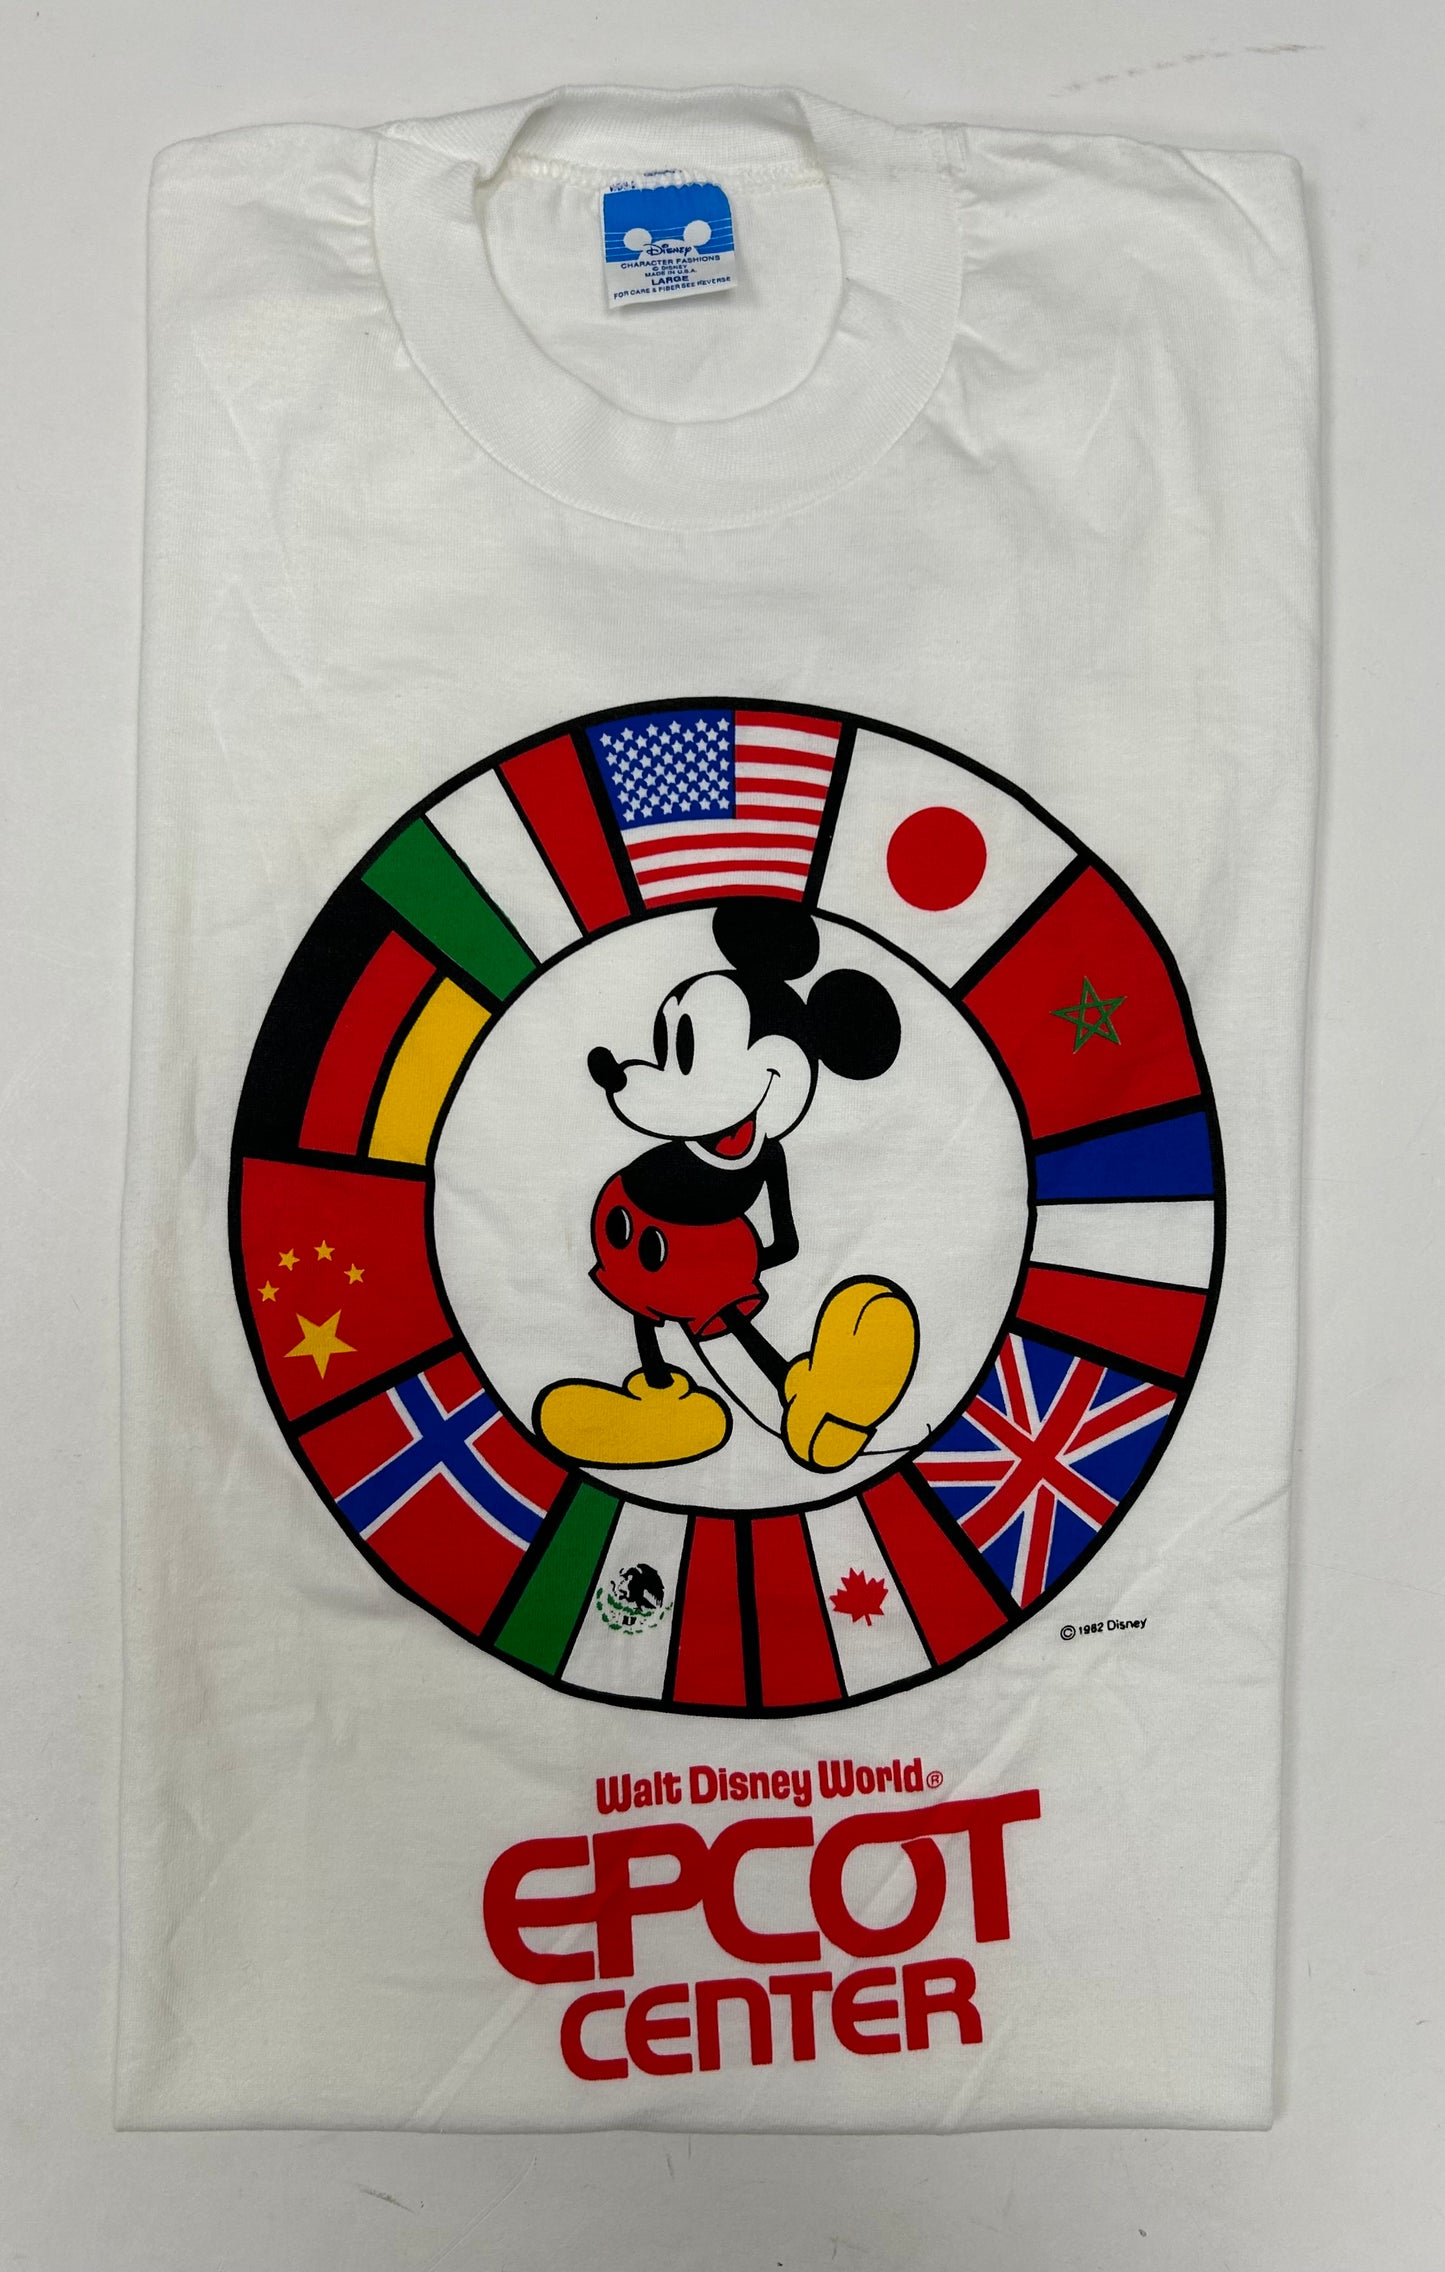 Disney
CHARACTER FASHIONS
© DISNEY
MADE IN U.S.A.
LARGE
FOR CARE & FIBER SEE REVERSE
© 1982 Disney
Walt Disney World®
EPCOT
CENTER